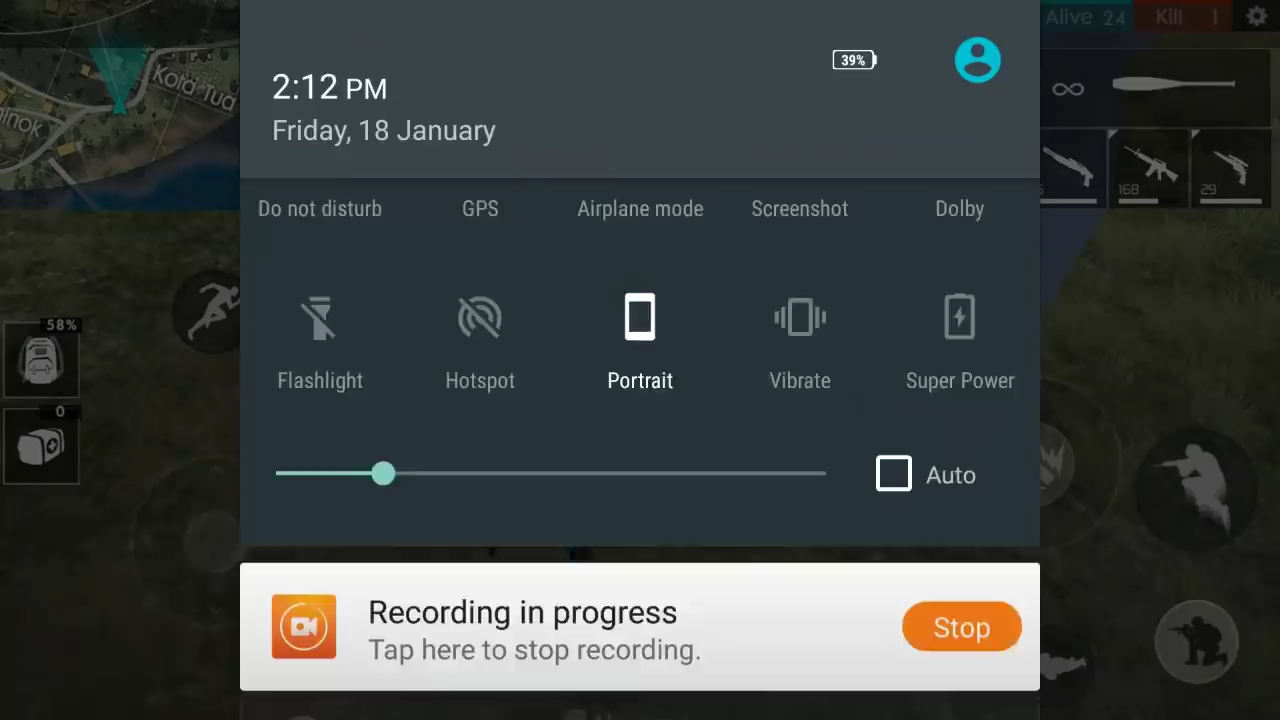 Alive 24 Kill 1
39%
2:12 PM
Friday, 18 January
Kota Tua
Do not disturb GPS Airplane mode Screenshot Dolby
168 29
58%
Flashlight Hotspot Portrait Vibrate Super Power
0
Auto
Recording in progress
Tap here to stop recording.
Stop